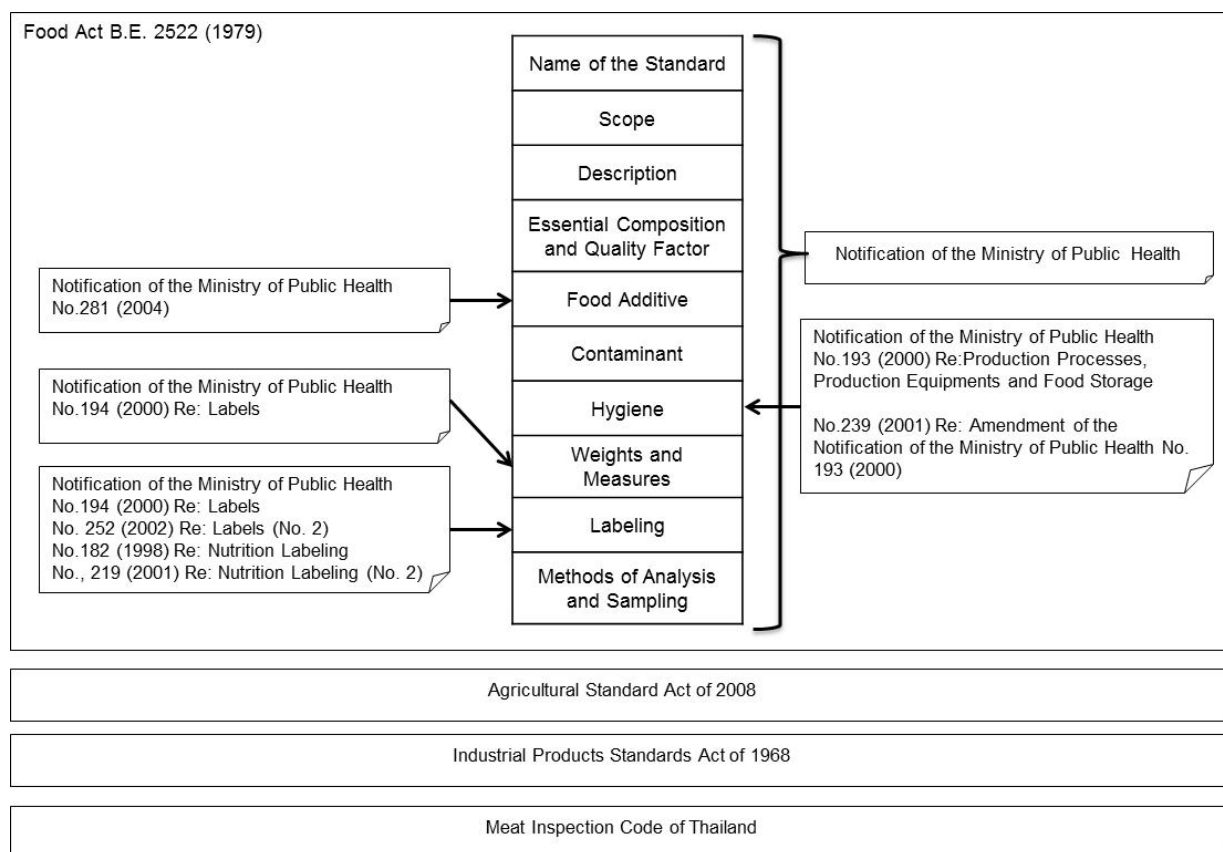 Food Act B.E. 2522 (1979)
Name of the Standard
Scope
Description
Essential Composition
and Quality Factor
Food Additive
Contaminant
Hygiene
Weights and
Measures
Labeling
Methods of Analysis
and Sampling
Notification of the Ministry of Public Health
No.281 (2004)
Notification of the Ministry of Public Health
No.194 (2000) Re: Labels
Notification of the Ministry of Public Health
No.194 (2000) Re: Labels
No. 252 (2002) Re: Labels (No. 2)
No.182 (1998) Re: Nutrition Labeling
No., 219 (2001) Re: Nutrition Labeling (No. 2)
Notification of the Ministry of Public Health
Notification of the Ministry of Public Health
No.193 (2000) Re:Production Processes,
Production Equipments and Food Storage
No.239 (2001) Re: Amendment of the
Notification of the Ministry of Public Health No.
193 (2000)
Agricultural Standard Act of 2008
Industrial Products Standards Act of 1968
Meat Inspection Code of Thailand